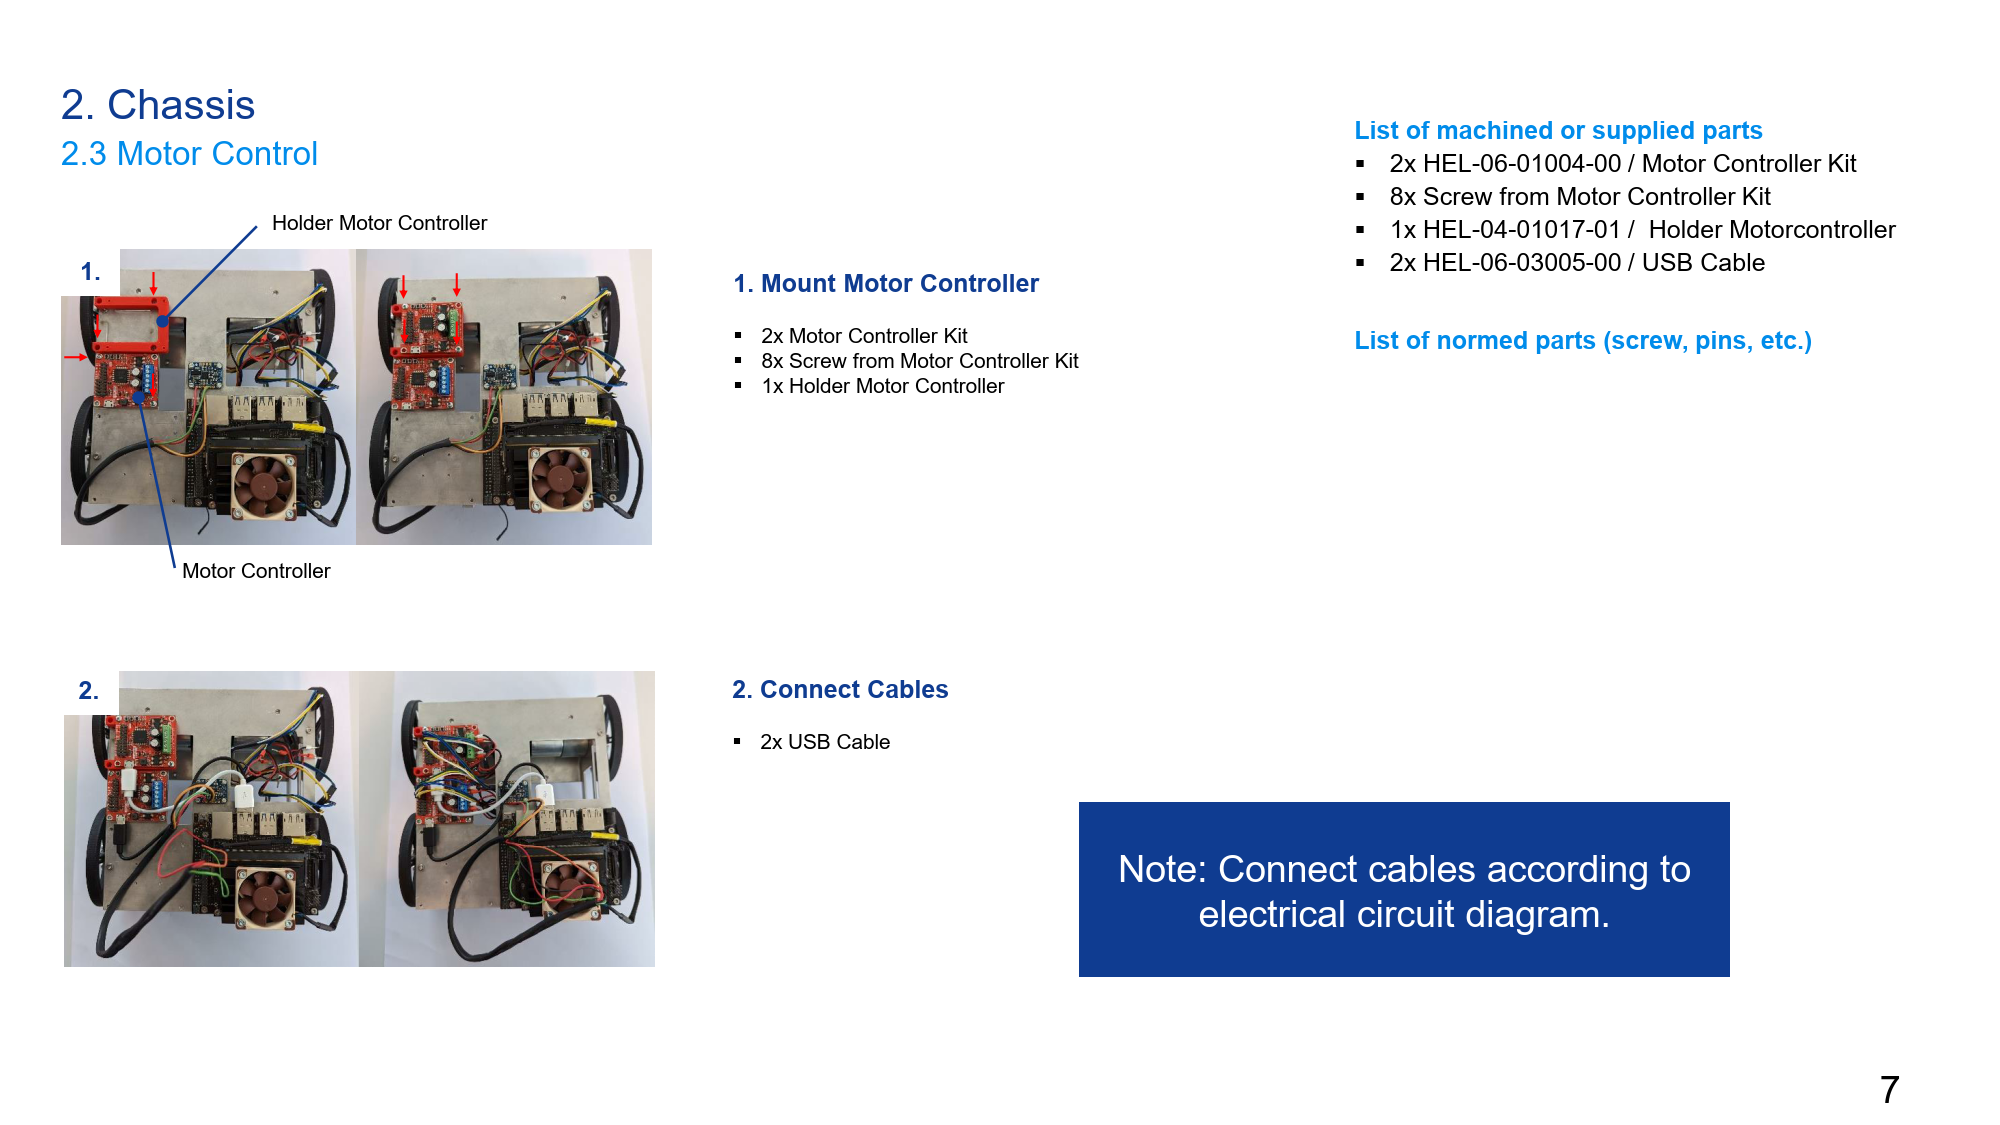 2. Chassis
2.3 Motor Control
Holder Motor Controller
1.
Motor Controller
1. Mount Motor Controller
▪ 2x Motor Controller Kit
▪ 8x Screw from Motor Controller Kit
▪ 1x Holder Motor Controller
List of machined or supplied parts
▪ 2x HEL-06-01004-00 / Motor Controller Kit
▪ 8x Screw from Motor Controller Kit
▪ 1x HEL-04-01017-01 / Holder Motorcontroller
▪ 2x HEL-06-03005-00 / USB Cable
List of normed parts (screw, pins, etc.)
2.
2. Connect Cables
▪ 2x USB Cable
Note: Connect cables according to
electrical circuit diagram.
7